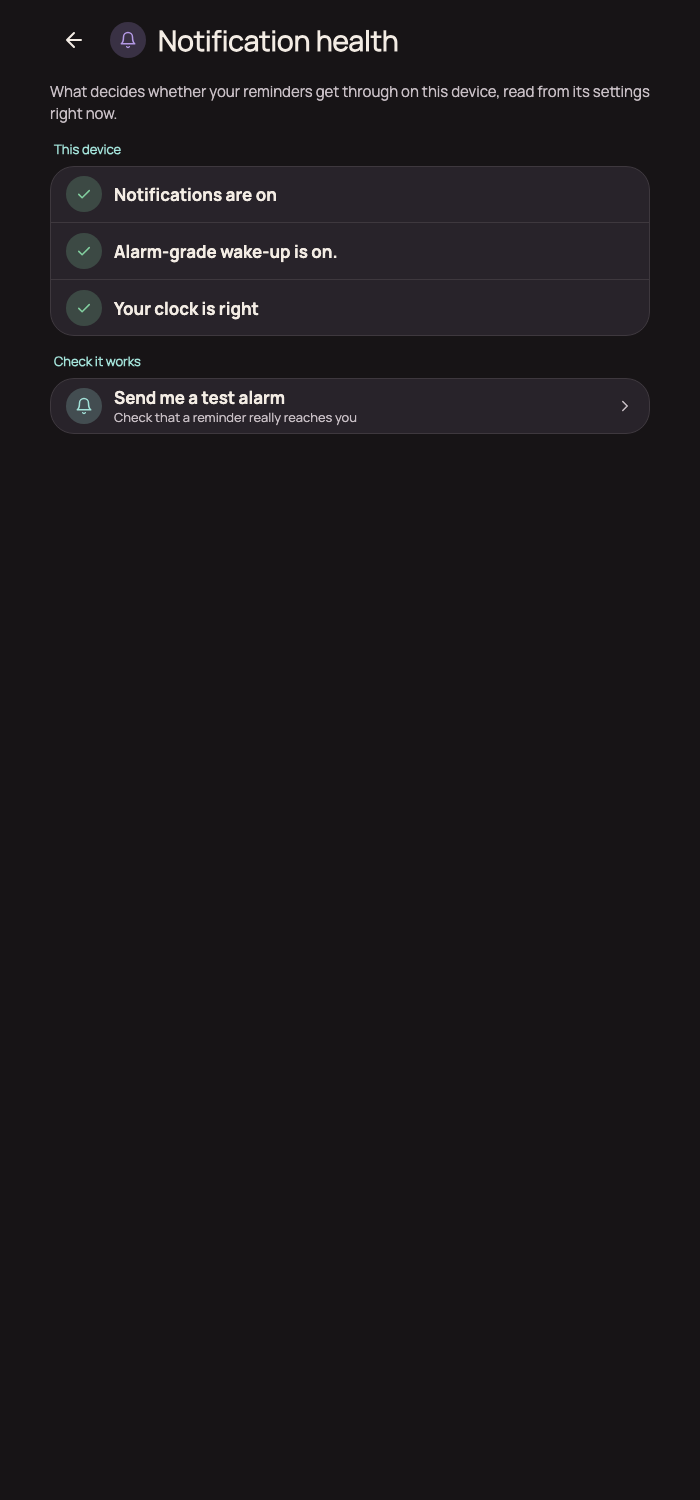 Notification health
What decides whether your reminders get through on this device, read from its settings
right now.
This device
Notifications are on
Alarm-grade wake-up is on.
Your clock is right
Check it works
Send me a test alarm
Check that a reminder really reaches you